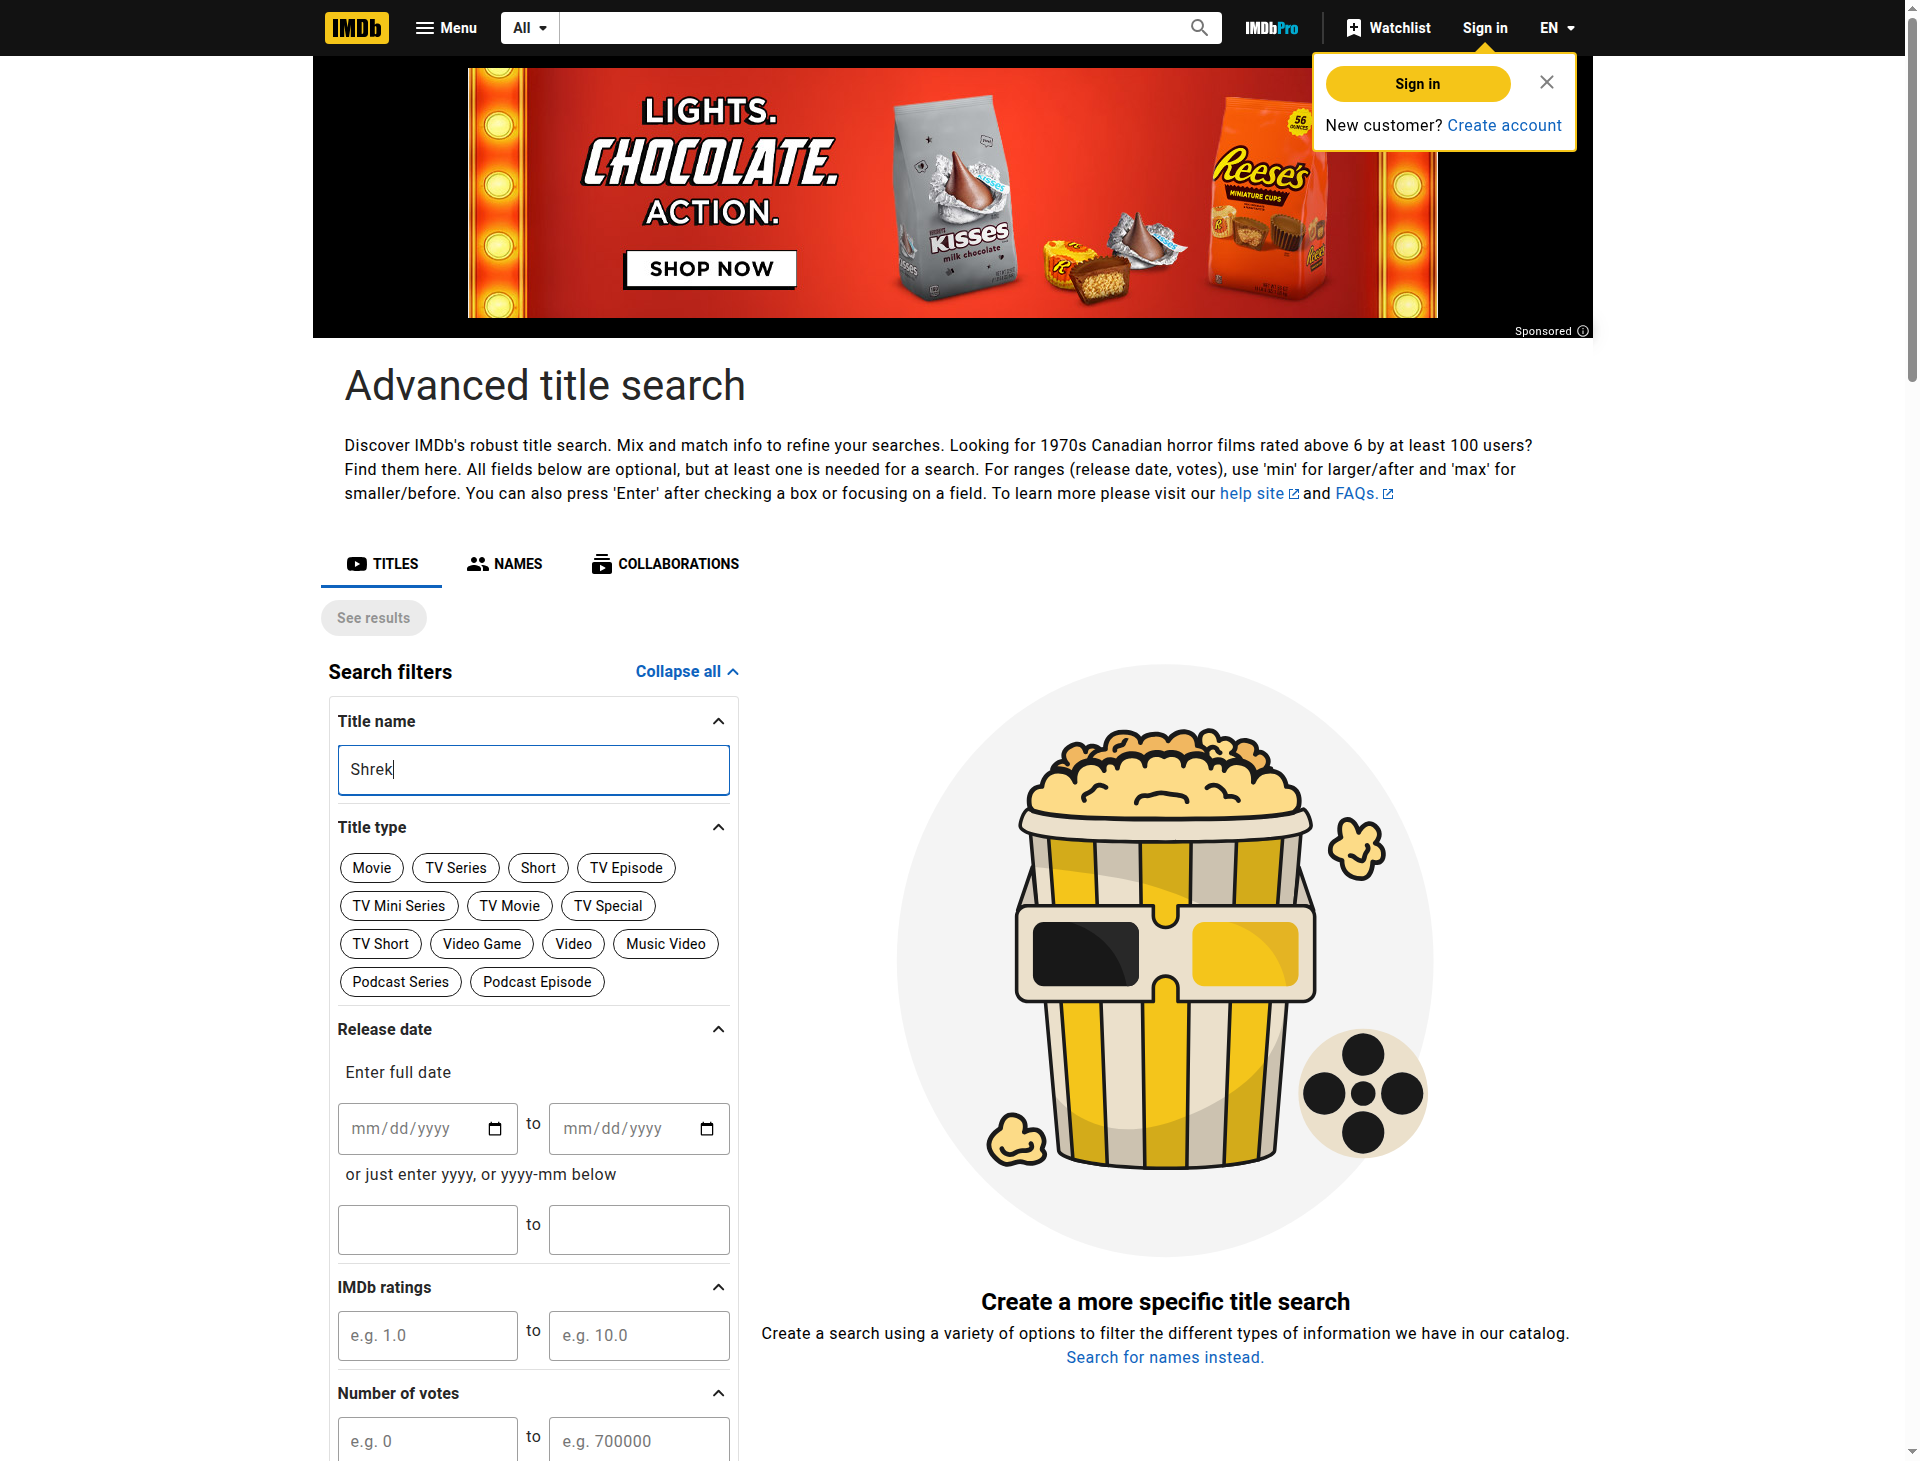 IMDb
Menu
All
IMDbPro
Watchlist
Sign in
EN
Sign in
New customer? Create account
LIGHTS.
CHOCOLATE.
ACTION.
SHOP NOW
KISSES
milk chocolate
56
OUNCES
Reese's
MINIATURE CUPS
Sponsored
Advanced title search
Discover IMDb's robust title search. Mix and match info to refine your searches. Looking for 1970s Canadian horror films rated above 6 by at least 100 users?
Find them here. All fields below are optional, but at least one is needed for a search. For ranges (release date, votes), use 'min' for larger/after and 'max' for
smaller/before. You can also press 'Enter' after checking a box or focusing on a field. To learn more please visit our help site and FAQs.
TITLES
NAMES
COLLABORATIONS
See results
Search filters
Collapse all
Title name
Shrek
Title type
Movie
TV Series
Short
TV Episode
TV Mini Series
TV Movie
TV Special
TV Short
Video Game
Video
Music Video
Podcast Series
Podcast Episode
Release date
Enter full date
mm/dd/yyyy
to
mm/dd/yyyy
or just enter yyyy, or yyyy-mm below
to
IMDb ratings
e.g. 1.0
to
e.g. 10.0
Number of votes
e.g. 0
to
e.g. 700000
Create a more specific title search
Create a search using a variety of options to filter the different types of information we have in our catalog.
Search for names instead.